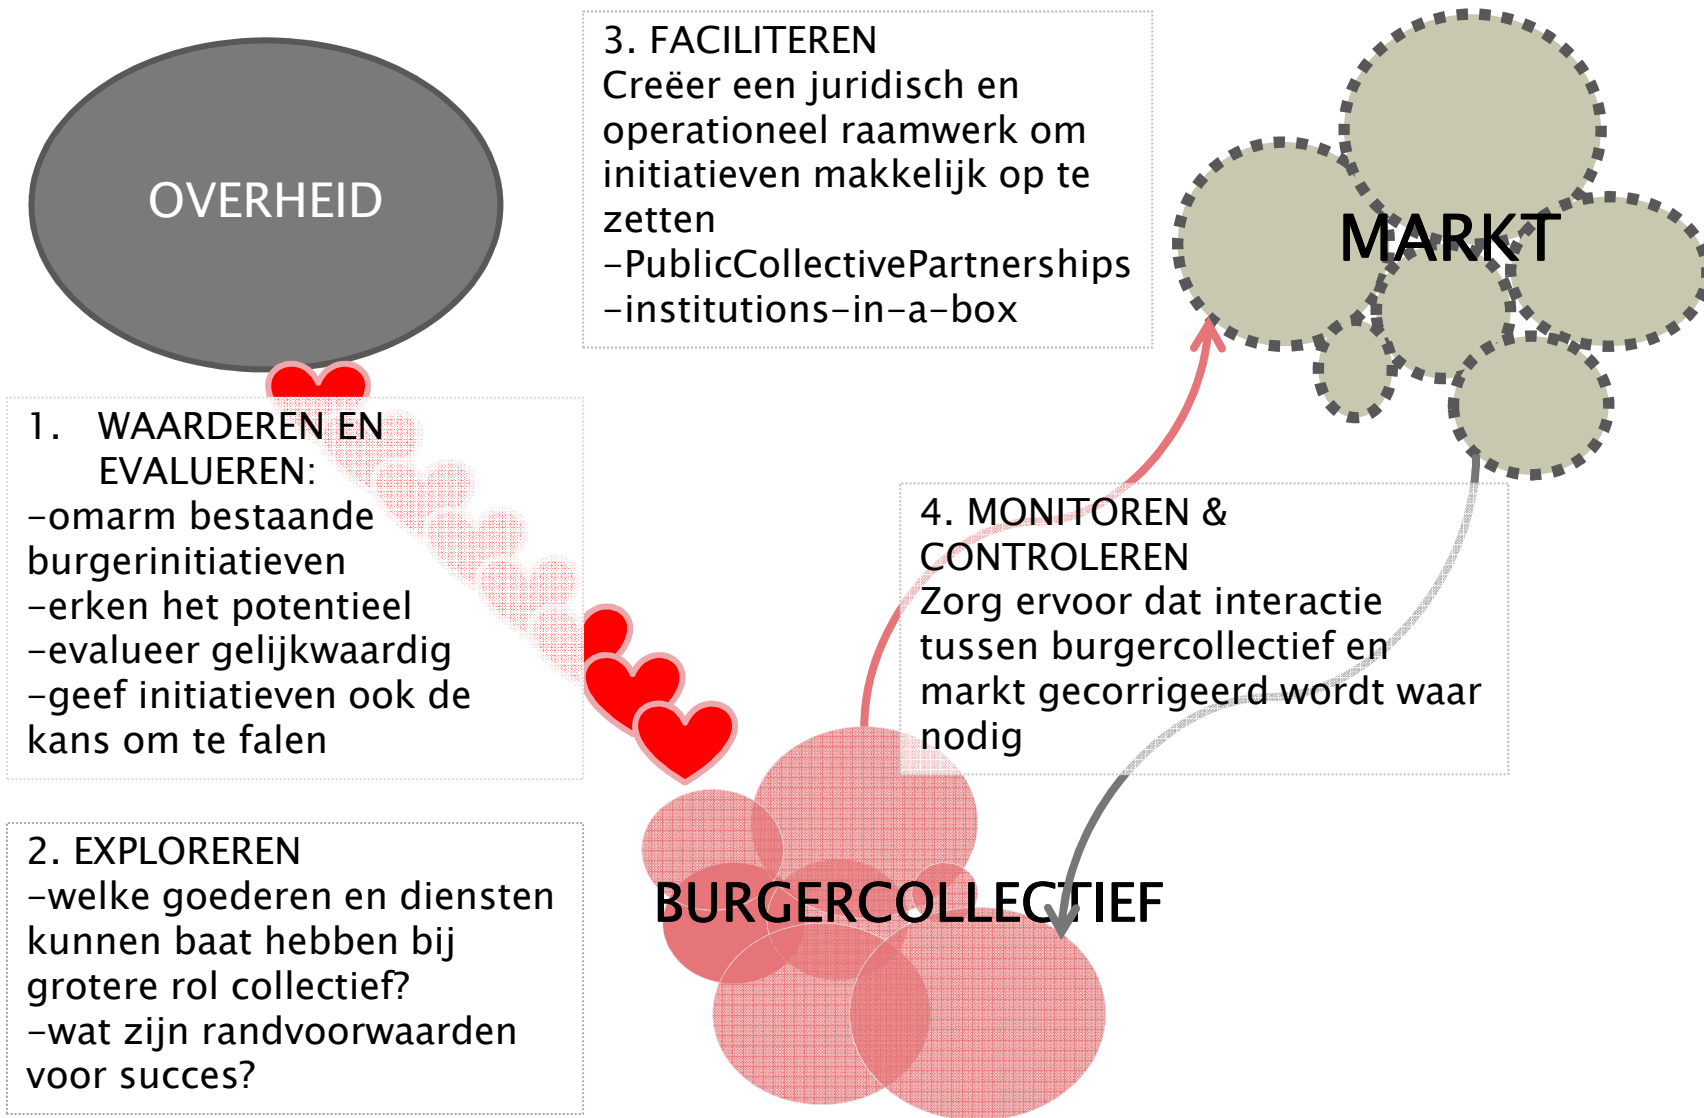 OVERHEID
3. FACILITEREN
Creëer een juridisch en
operationeel raamwerk om
initiatieven makkelijk op te
zetten
-PublicCollectivePartnerships
-institutions-in-a-box
MARKT
1. WAARDEREN EN
EVALUEREN:
-omarm bestaande
burgerinitiatieven
-erken het potentieel
-evalueer gelijkwaardig
-geef initiatieven ook de
kans om te falen
4. MONITOREN &
CONTROLEREN
Zorg ervoor dat interactie
tussen burgercollectief en
markt gecorrigeerd wordt waar
nodig
2. EXPLOREREN
-welke goederen en diensten
kunnen baat hebben bij
grotere rol collectief?
-wat zijn randvoorwaarden
voor succes?
BURGERCOLLECTIEF